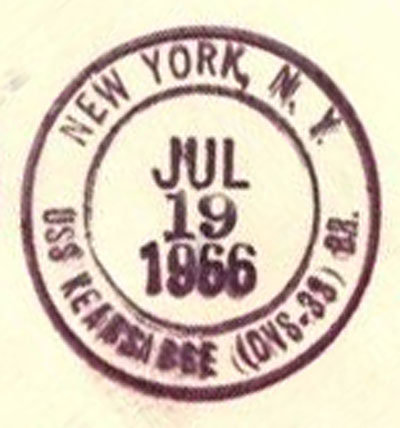 NEW YORK, N. Y.
JUL
19
1966
USS KEARSARGE (CVS-33) BR.